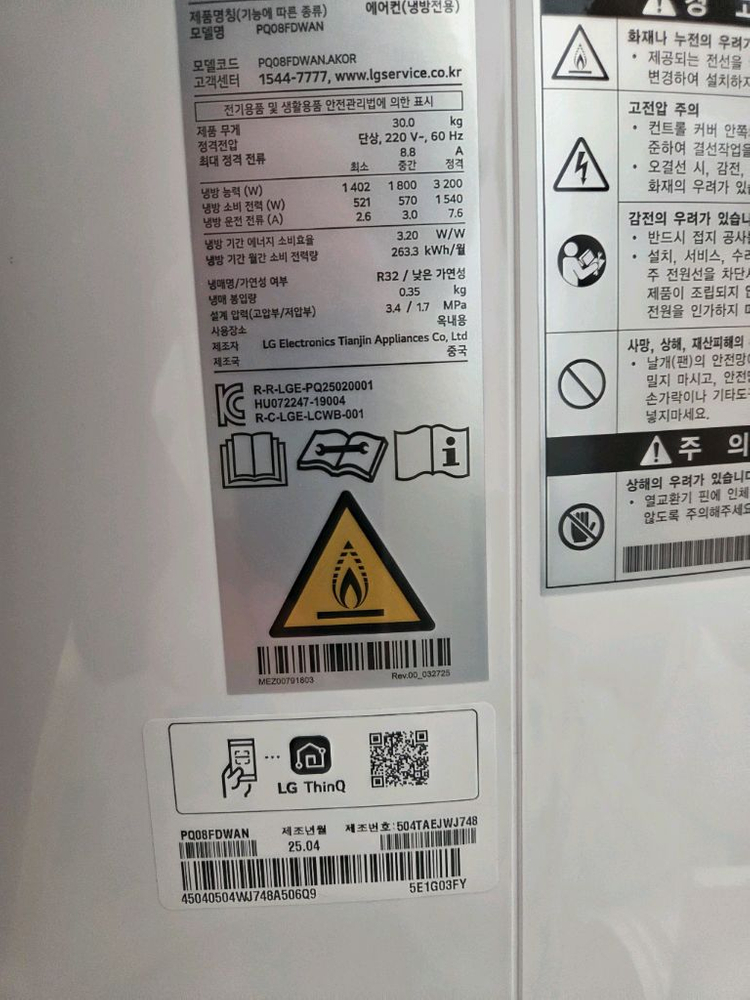 제품명칭(기능에 따른 종류) 에어컨(냉방전용)
모델명 PQ08FDWAN
모델코드 PQ08FDWAN.AKOR
고객센터 1544-7777, www.lgservice.co.kr
전기용품 및 생활용품 안전관리법에 의한 표시
제품 무게 30.0 kg
정격전압 단상, 220 V~, 60 Hz
최대 정격 전류 8.8 A
최소 중간 정격
냉방 능력 (W) 1 402 1 800 3 200
냉방 소비 전력 (W) 521 570 1 540
냉방 운전 전류 (A) 2.6 3.0 7.6
냉방 기간 에너지 소비효율 3.20 W/W
냉방 기간 월간 소비 전력량 263.3 kWh/월
냉매명/가연성 여부 R32 / 낮은 가연성
냉매 봉입량 0.35 kg
설계 압력(고압부/저압부) 3.4 / 1.7 MPa
사용장소 옥내용
제조자 LG Electronics Tianjin Appliances Co, Ltd
제조국 중국
R-R-LGE-PQ25020001
HU072247-19004
R-C-LGE-LCWB-001
MEZ00791803 Rev.00_032725
LG ThinQ
PQ08FDWAN 제조년월 제조번호:504TAEJWJ748
25.04
45040504WJ748A506Q9 5E1G03FY
경 고
화재나 누전의 우려가
• 제공되는 전선을
변경하여 설치하지
고전압 주의
• 컨트롤 커버 안쪽
준하여 결선작업을
• 오결선 시, 감전,
화재의 우려가 있
감전의 우려가 있습니
• 반드시 접지 공사를
• 설치, 서비스, 수리
주 전원선을 차단시
제품이 조립되지 않
전원을 인가하지 마
사망, 상해, 재산피해의
• 날개(팬)의 안전망
밀지 마시고, 안전망
손가락이나 기타도구
넣지마세요.
주 의
상해의 우려가 있습니다
• 열교환기 핀에 인체
않도록 주의해주세요